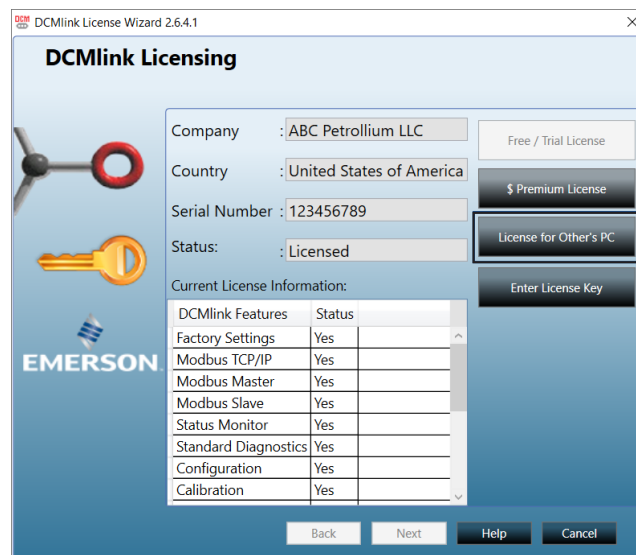 DCM DCMlink License Wizard 2.6.4.1
DCMlink Licensing
Company : ABC Petrollium LLC
Free / Trial License
Country : United States of America
$ Premium License
Serial Number : 123456789
License for Other's PC
Status: : Licensed
Current License Information:
Enter License Key
DCMlink Features Status
Factory Settings Yes
Modbus TCP/IP Yes
Modbus Master Yes
Modbus Slave Yes
Status Monitor Yes
Standard Diagnostics Yes
Configuration Yes
Calibration Yes
EMERSON.
Back Next Help Cancel